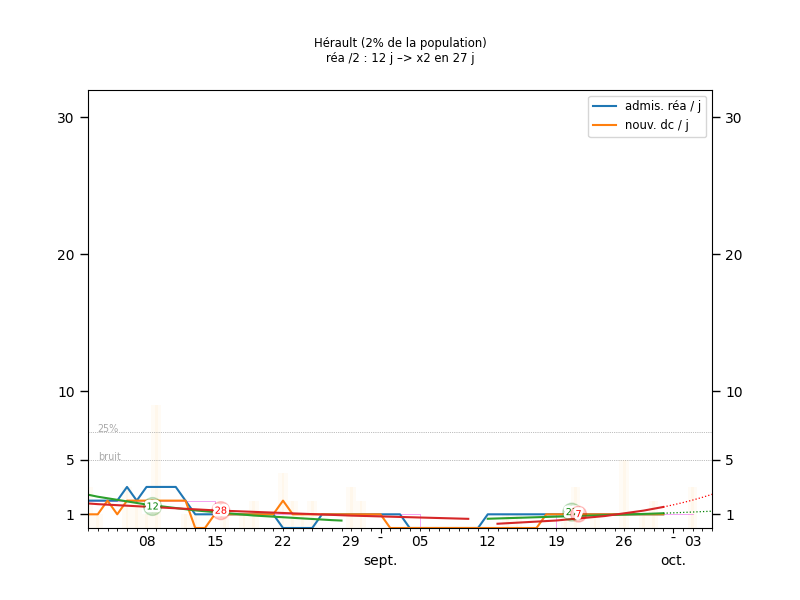 Hérault (2% de la population)
réa /2 : 12 j –> x2 en 27 j
admis. réa / j
nouv. dc / j
30 30
20 20
10 10
25%
5 bruit 5
12 28 7
1 1
08 15 22 29 - 05 12 19 26 - 03
sept. oct.